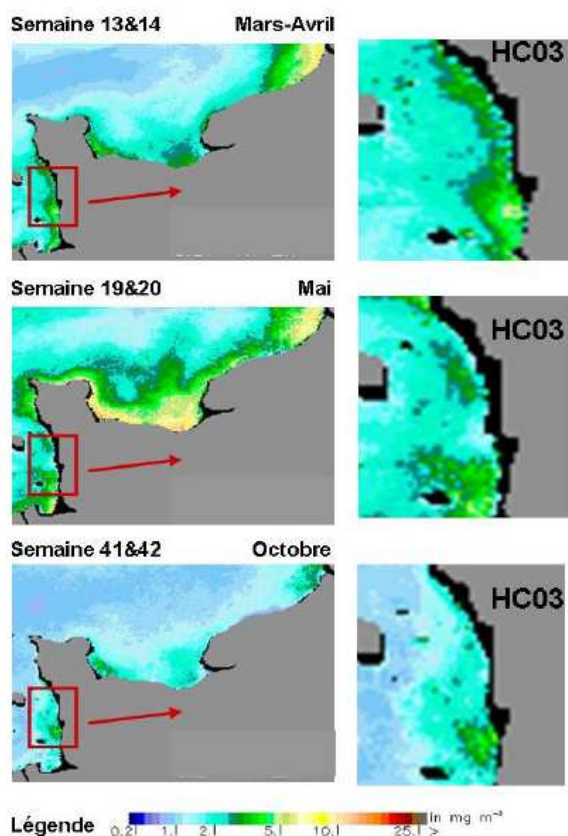 Semaine 13&14 Mars-Avril
HC03
Semaine 19&20 Mai
HC03
Semaine 41&42 Octobre
HC03
Légende
0.2 1.1 2.1 5.1 10.1 25.1 > in mg m⁻³